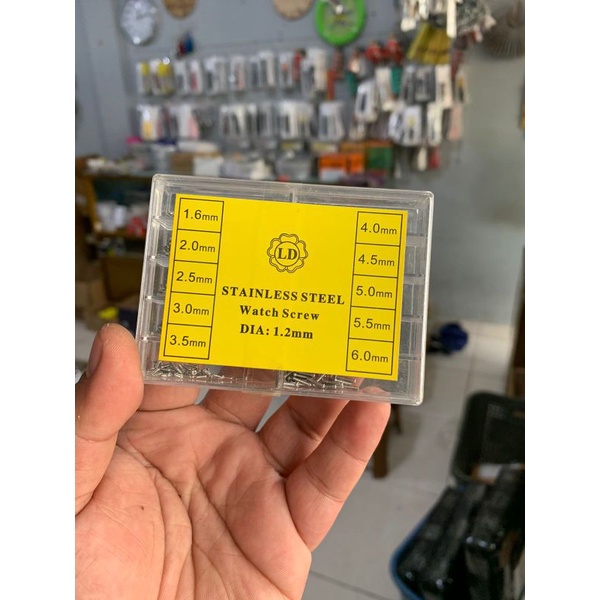 1.6mm
2.0mm
2.5mm
3.0mm
3.5mm
LD
STAINLESS STEEL
Watch Screw
DIA: 1.2mm
4.0mm
4.5mm
5.0mm
5.5mm
6.0mm